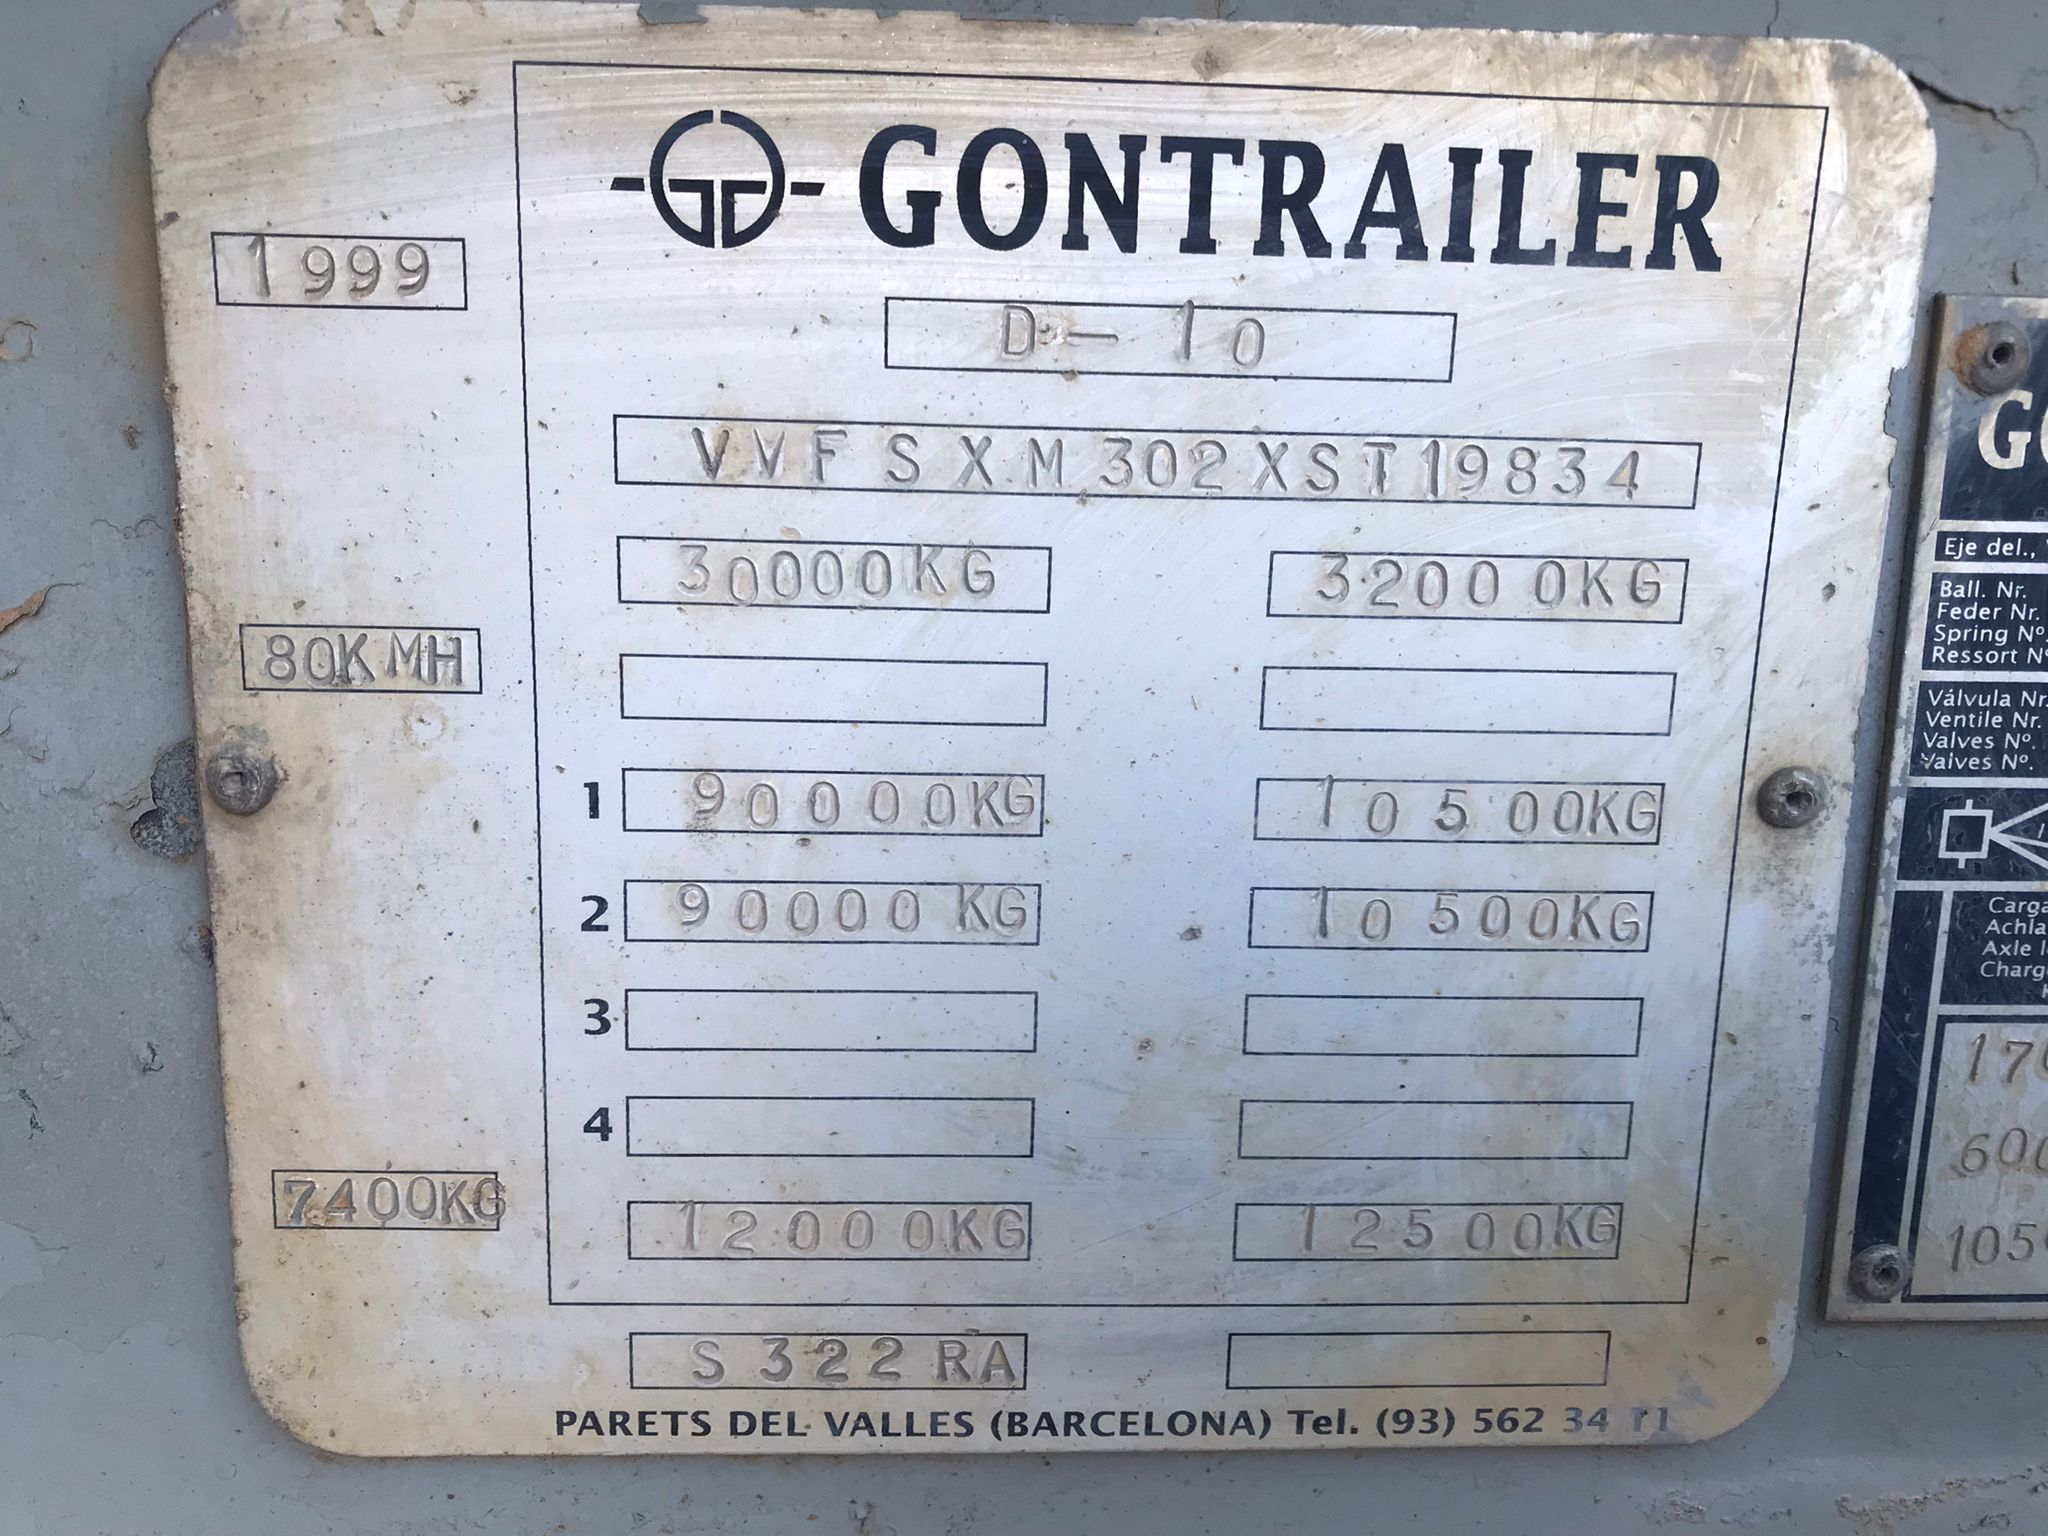 GONTRAILER
1999
D-10
VVFSXM302XST19834
30000KG 32000KG
80KMH
1 90000KG 10500KG
2 90000KG 10500KG
3
4
7400KG
12000KG 12500KG
S322RA
PARETS DEL VALLES (BARCELONA) Tel. (93) 562 34 11
Eje del.,
Ball. Nr.
Feder Nr.
Spring Nº.
Ressort Nº
Válvula Nr.
Ventile Nr.
Valves Nº.
Valves Nº.